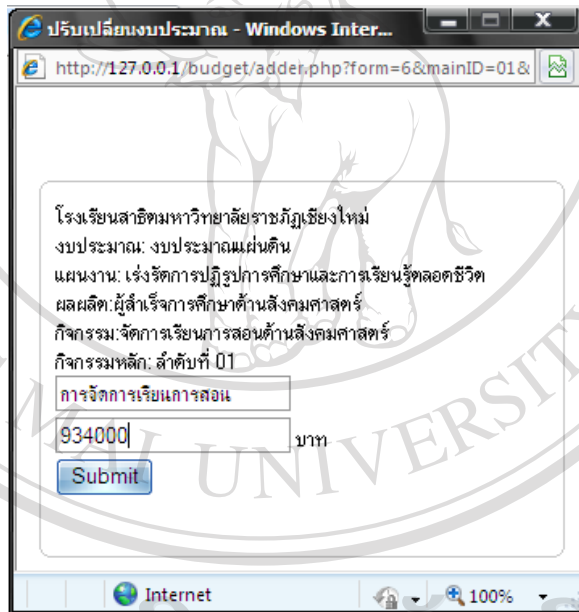 ปรับเปลี่ยนงบประมาณ - Windows Inter...
http://127.0.0.1/budget/adder.php?form=6&mainID=01&
โรงเรียนสาธิตมหาวิทยาลัยราชภัฏเชียงใหม่
งบประมาณ: งบประมาณแผ่นดิน
แผนงาน: เร่งรัดการปฏิรูปการศึกษาและการเรียนรู้ตลอดชีวิต
ผลผลิต:ผู้สำเร็จการศึกษาด้านสังคมศาสตร์
กิจกรรม:จัดการเรียนการสอนด้านสังคมศาสตร์
กิจกรรมหลัก: ลำดับที่ 01
การจัดการเรียนการสอน
934000 บาท
Submit
MAI UNIVERSITY
Internet 100%